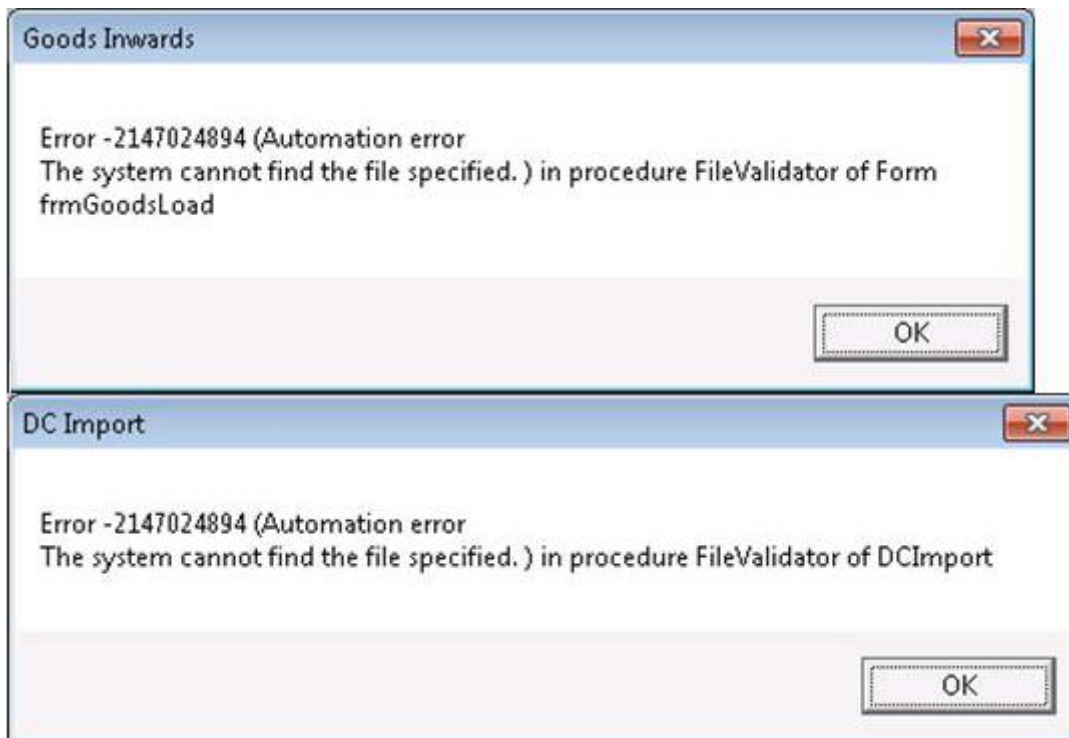 Goods Inwards
Error -2147024894 (Automation error
The system cannot find the file specified. ) in procedure FileValidator of Form
frmGoodsLoad
OK
DC Import
Error -2147024894 (Automation error
The system cannot find the file specified. ) in procedure FileValidator of DCImport
OK